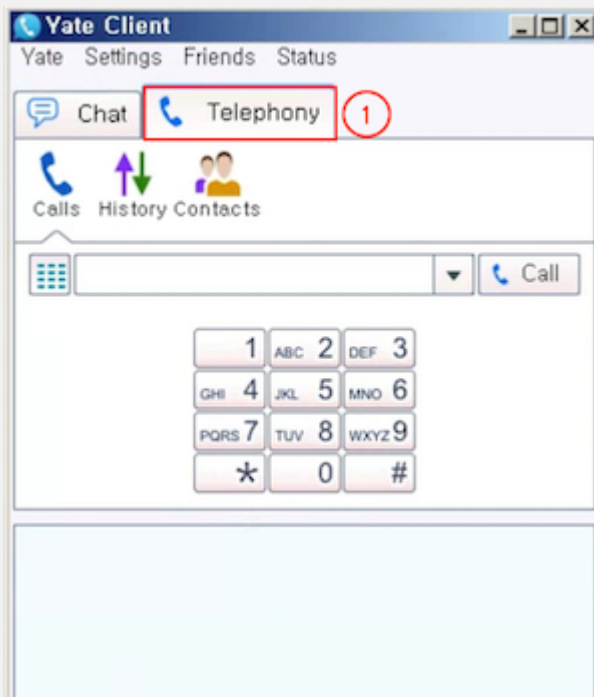 Yate Client
Yate Settings Friends Status
Chat Telephony 1
Calls History Contacts
Call
1 ABC 2 DEF 3
GHI 4 JKL 5 MNO 6
PQRS 7 TUV 8 WXYZ 9
* 0 #